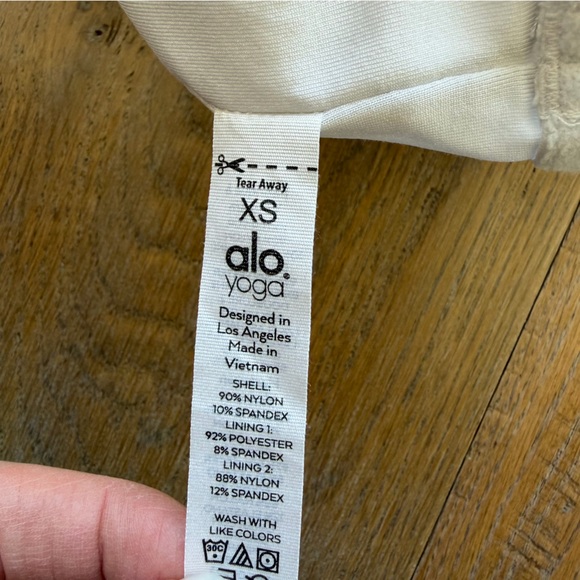 Tear Away
XS
alo
yoga
Designed in
Los Angeles
Made in
Vietnam
SHELL:
90% NYLON
10% SPANDEX
LINING 1:
92% POLYESTER
8% SPANDEX
LINING 2:
88% NYLON
12% SPANDEX
WASH WITH
LIKE COLORS
30C